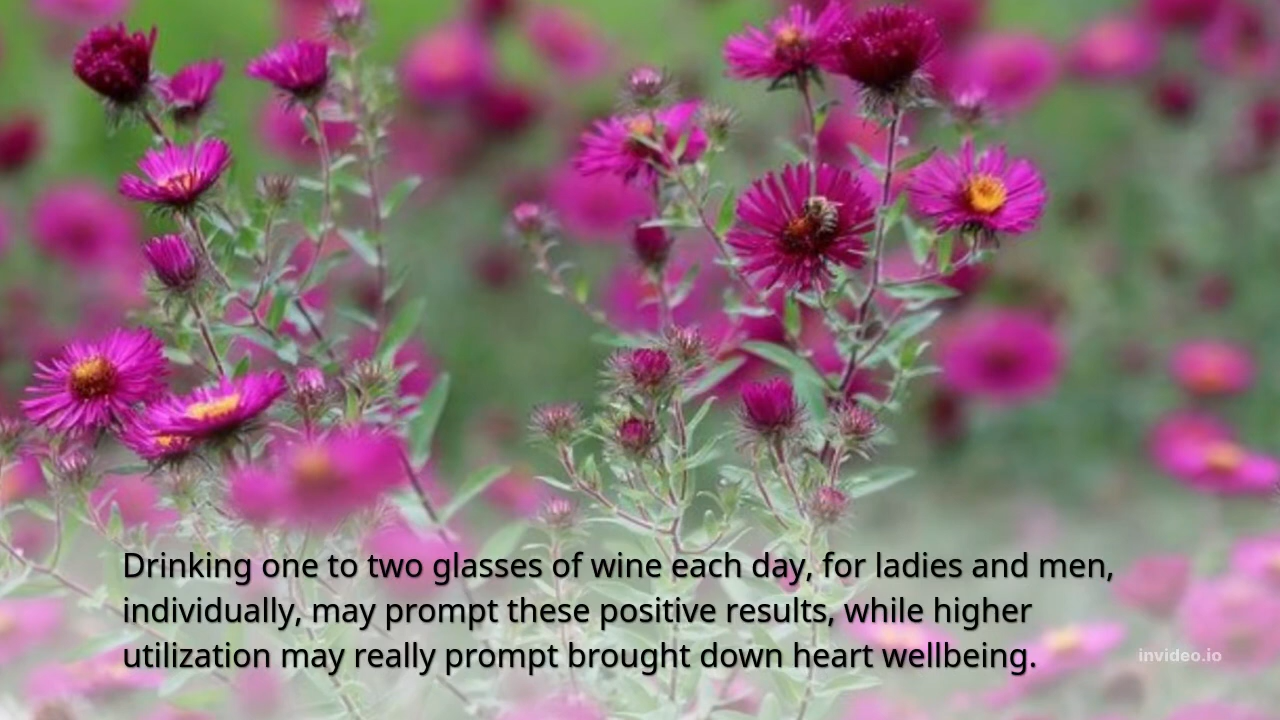 Drinking one to two glasses of wine each day, for ladies and men,
individually, may prompt these positive results, while higher
utilization may really prompt brought down heart wellbeing.
invideo.io